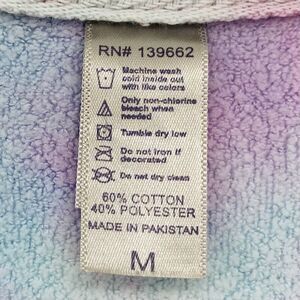 RN# 139662
Machine wash
cold inside out
with like colors
Only non-chlorine
bleach when
needed
Tumble dry low
Do not iron if
decorated
Do not dry clean
60% COTTON
40% POLYESTER
MADE IN PAKISTAN
M